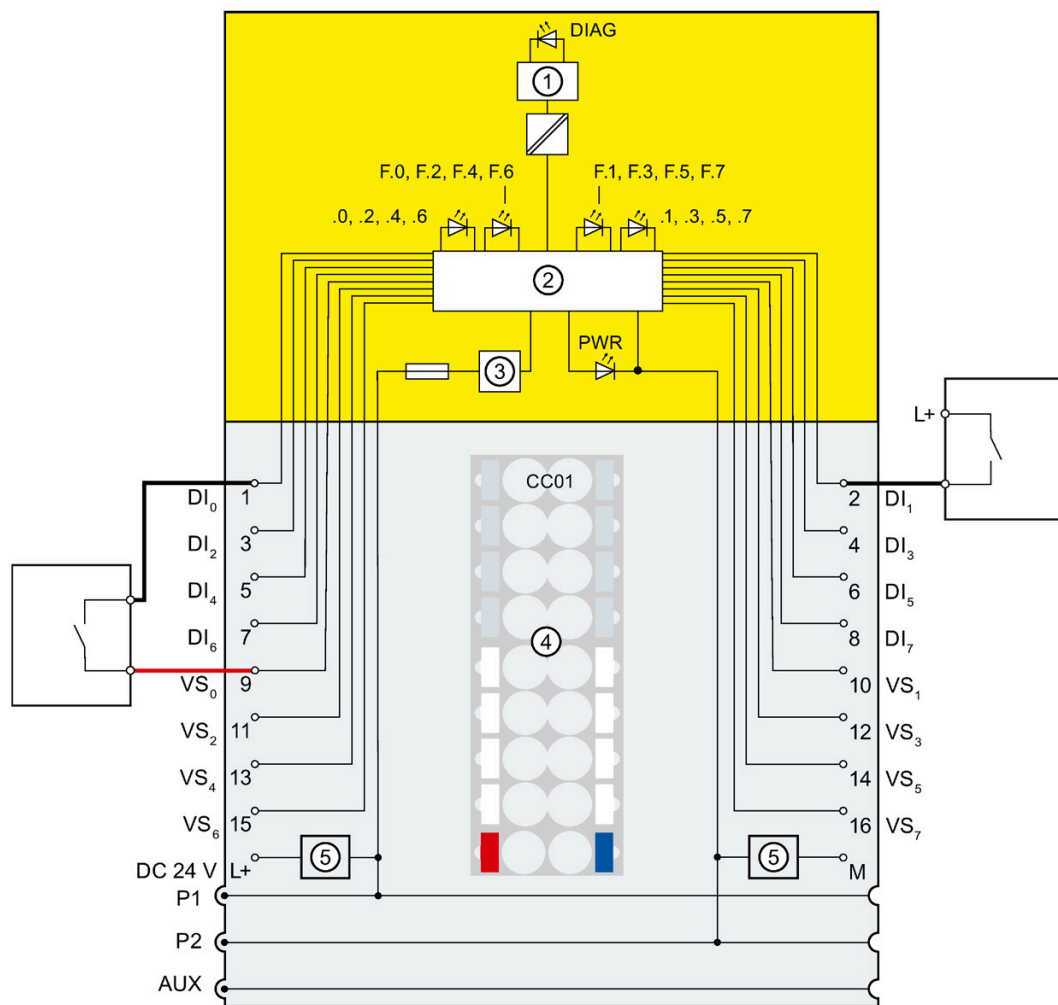 DIAG
①
F.0, F.2, F.4, F.6
F.1, F.3, F.5, F.7
.0, .2, .4, .6
.1, .3, .5, .7
②
PWR
③
L+
CC01
DI₀ 1
2 DI₁
DI₂ 3
4 DI₃
DI₄ 5
6 DI₅
DI₆ 7
8 DI₇
④
VS₀ 9
10 VS₁
VS₂ 11
12 VS₃
VS₄ 13
14 VS₅
VS₆ 15
16 VS₇
⑤
⑤
DC 24 V L+
M
P1
P2
AUX